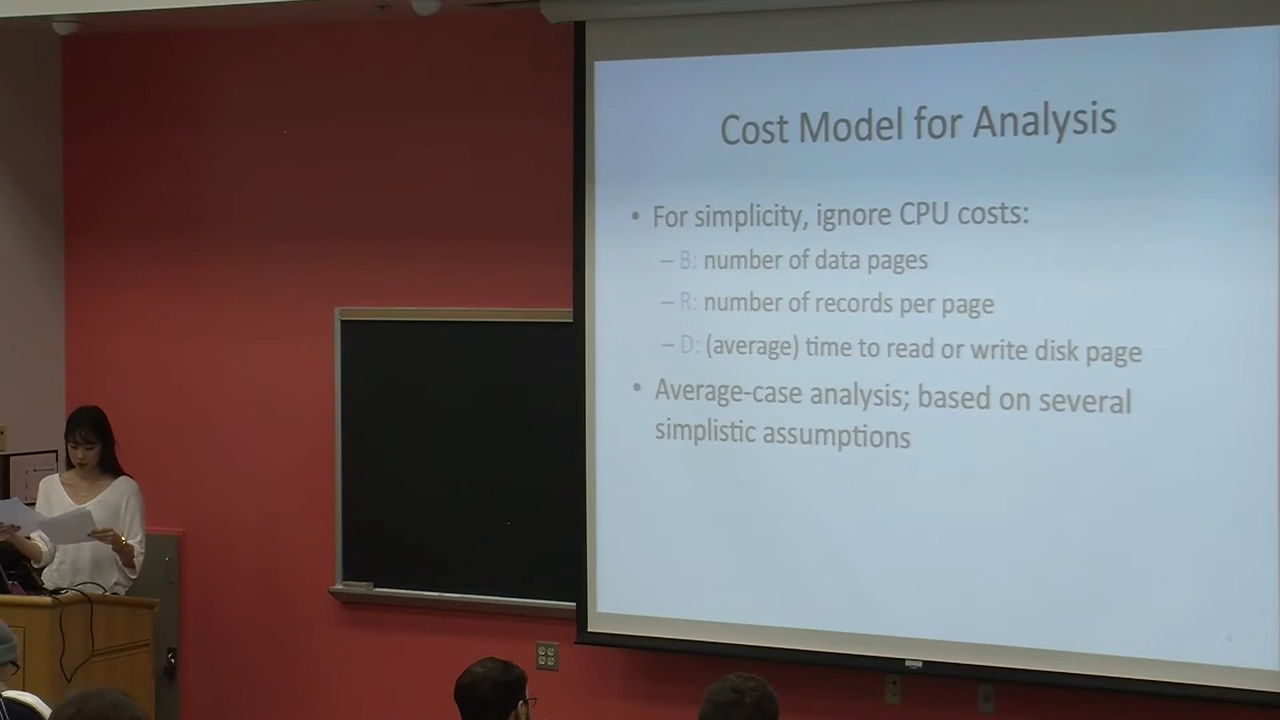 Cost Model for Analysis
• For simplicity, ignore CPU costs:
– B: number of data pages
– R: number of records per page
– D: (average) time to read or write disk page
• Average-case analysis; based on several
simplistic assumptions